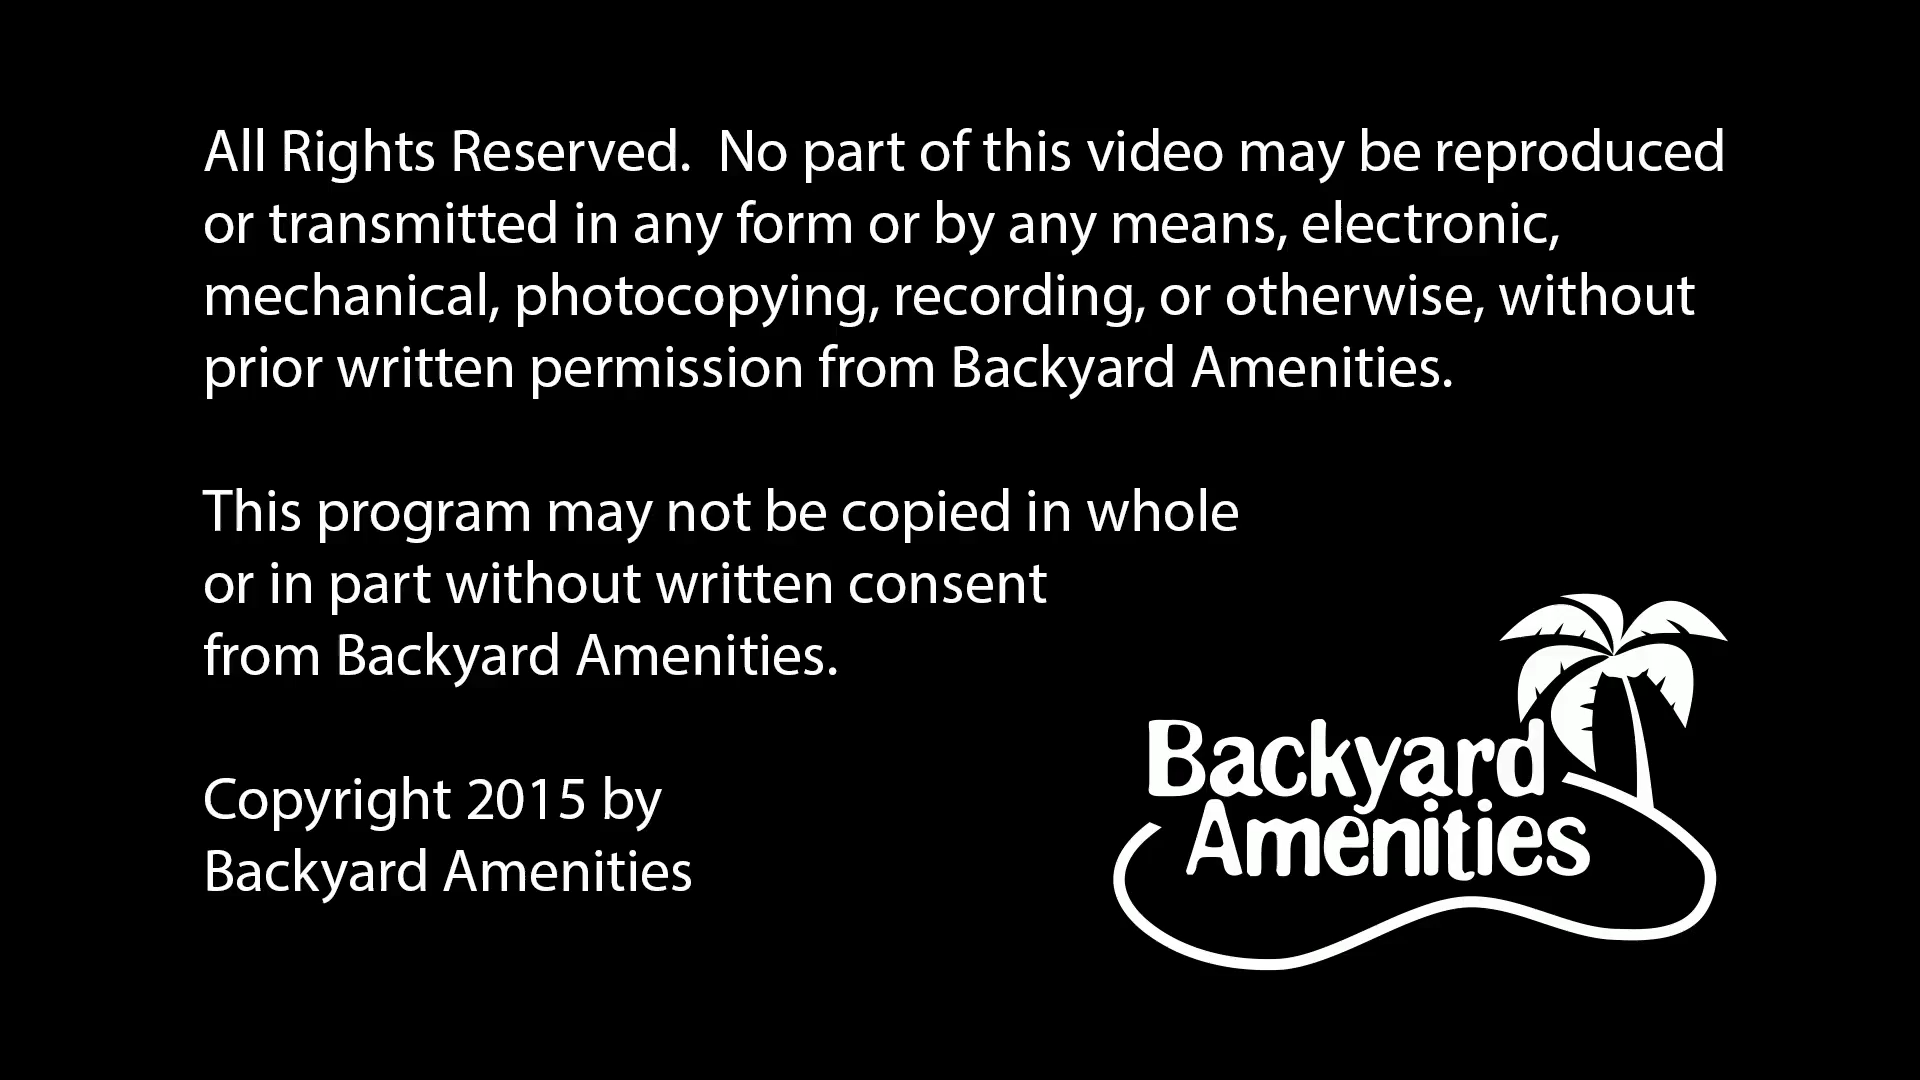 All Rights Reserved.  No part of this video may be reproduced
or transmitted in any form or by any means, electronic,
mechanical, photocopying, recording, or otherwise, without
prior written permission from Backyard Amenities.
This program may not be copied in whole
or in part without written consent
from Backyard Amenities.
Copyright 2015 by
Backyard Amenities
Backyard
Amenities